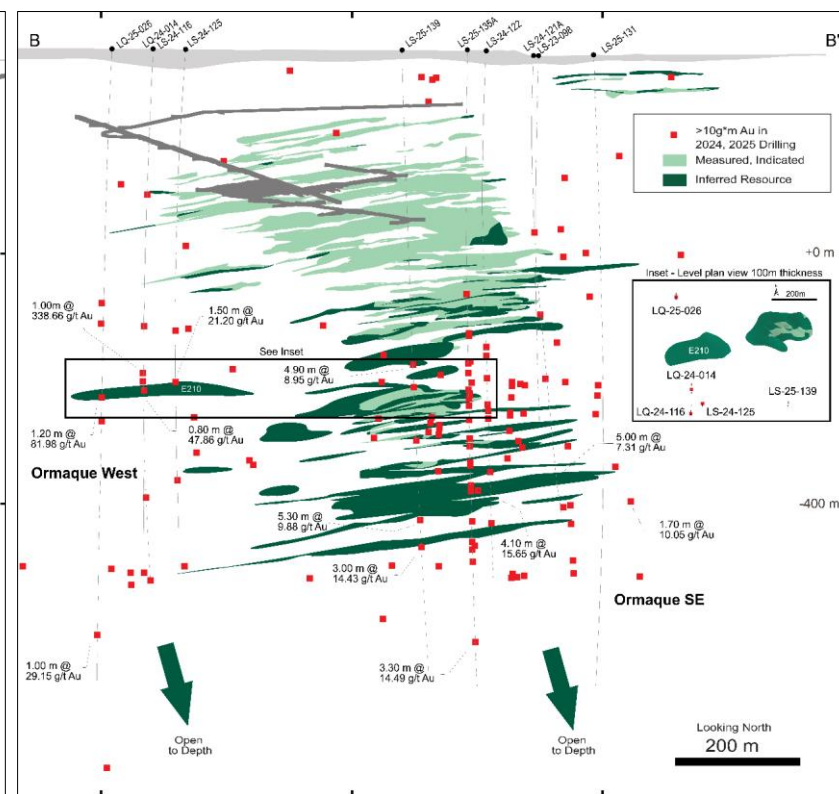 B
B'
LQ-25-026
LQ-24-014
LS-24-116
LS-24-125
LS-25-139
LS-25-135A
LS-24-122
LS-24-121A
LS-23-098
LS-25-131
>10g*m Au in
2024, 2025 Drilling
Measured, Indicated
Inferred Resource
+0 m
Inset - Level plan view 100m thickness
200m
LQ-25-026
E210
LQ-24-014
LS-25-139
LQ-24-116
LS-24-125
1.00m @
338.66 g/t Au
1.50 m @
21.20 g/t Au
See Inset
4.90 m @
8.95 g/t Au
E210
1.20 m @
81.98 g/t Au
0.80 m @
47.86 g/t Au
Ormaque West
5.00 m @
7.31 g/t Au
-400 m
5.30 m @
9.88 g/t Au
4.10 m @
15.65 g/t Au
1.70 m @
10.05 g/t Au
3.00 m @
14.43 g/t Au
Ormaque SE
1.00 m @
29.15 g/t Au
3.30 m @
14.49 g/t Au
Open
to Depth
Open
to Depth
Looking North
200 m